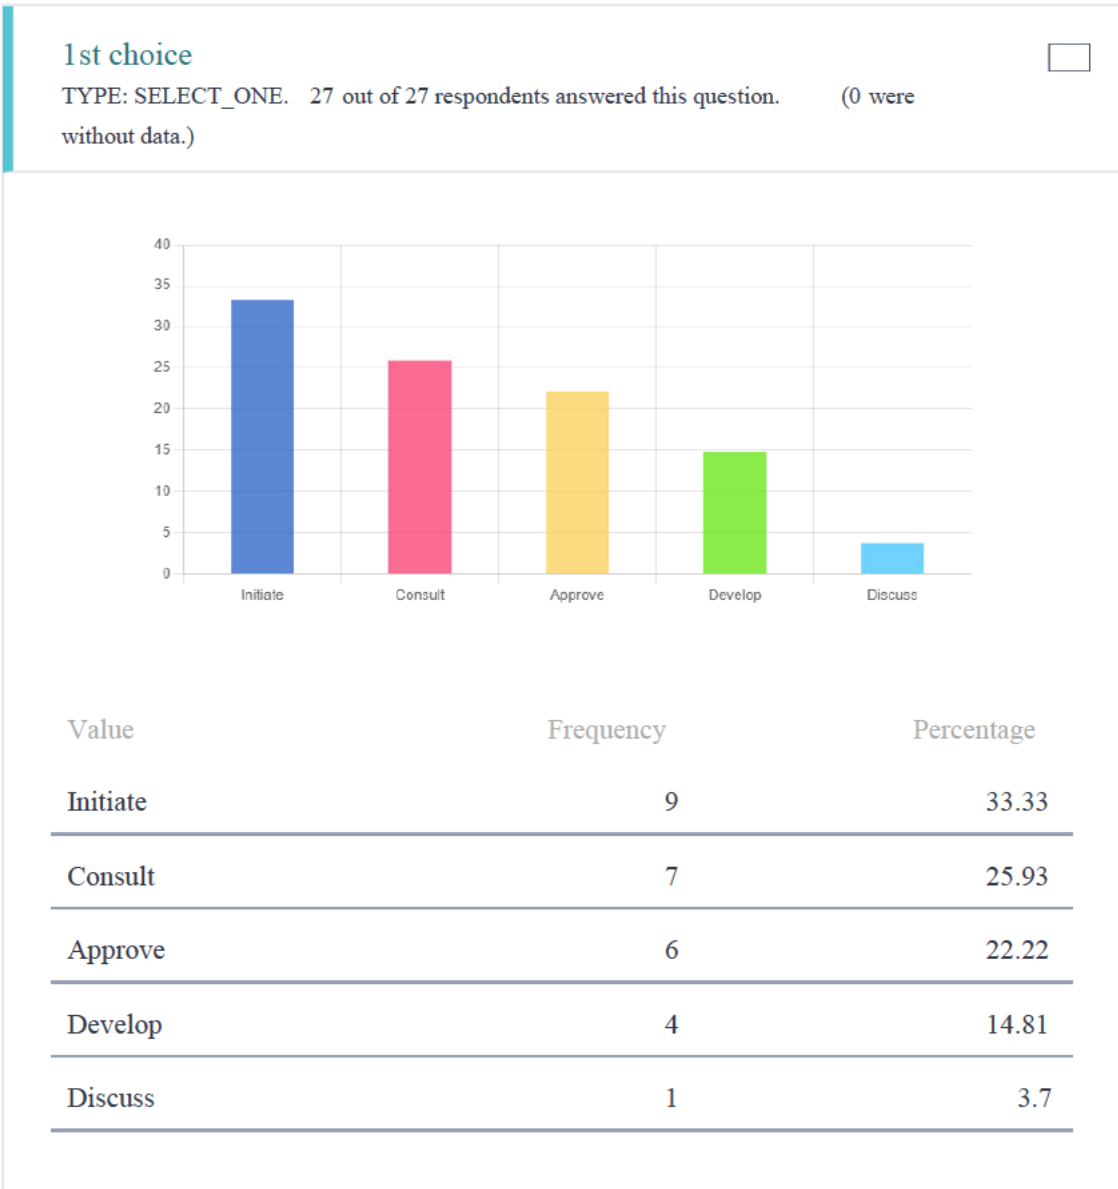 1st choice
TYPE: SELECT_ONE. 27 out of 27 respondents answered this question. (0 were
without data.)
40
35
30
25
20
15
10
5
0
Initiate Consult Approve Develop Discuss
Value Frequency Percentage
Initiate 9 33.33
Consult 7 25.93
Approve 6 22.22
Develop 4 14.81
Discuss 1 3.7